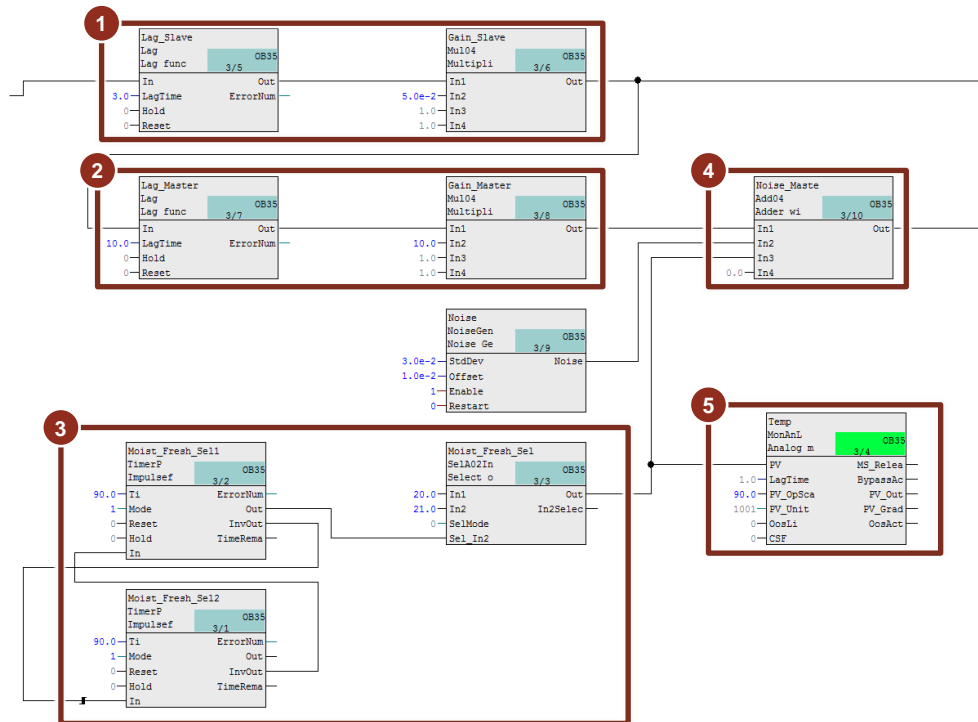 1
Lag_Slave
Lag
Lag func
OB35
3/5
In Out
3.0 LagTime ErrorNum
0 Hold
0 Reset
Gain_Slave
Mul04
Multipli
OB35
3/6
In1 Out
5.0e-2 In2
1.0 In3
1.0 In4
2
Lag_Master
Lag
Lag func
OB35
3/7
In Out
10.0 LagTime ErrorNum
0 Hold
0 Reset
Gain_Master
Mul04
Multipli
OB35
3/8
In1 Out
10.0 In2
1.0 In3
1.0 In4
4
Noise_Maste
Add04
Adder wi
OB35
3/10
In1 Out
In2
In3
0.0 In4
Noise
NoiseGen
Noise Ge
OB35
3/9
3.0e-2 StdDev Noise
1.0e-2 Offset
1 Enable
0 Restart
3
Moist_Fresh_Sel1
TimerP
Impulsef
OB35
3/2
90.0 Ti ErrorNum
1 Mode Out
0 Reset InvOut
0 Hold TimeRema
In
Moist_Fresh_Sel
SelA02In
Select o
OB35
3/3
20.0 In1 Out
21.0 In2 In2Selec
0 SelMode
Sel_In2
Moist_Fresh_Sel2
TimerP
Impulsef
OB35
3/1
90.0 Ti ErrorNum
1 Mode Out
0 Reset InvOut
0 Hold TimeRema
In
5
Temp
MonAnL
Analog m
OB35
3/4
PV MS_Relea
1.0 LagTime BypassAc
90.0 PV_OpSca PV_Out
1001 PV_Unit PV_Grad
0 OosLi OosAct
0 CSF